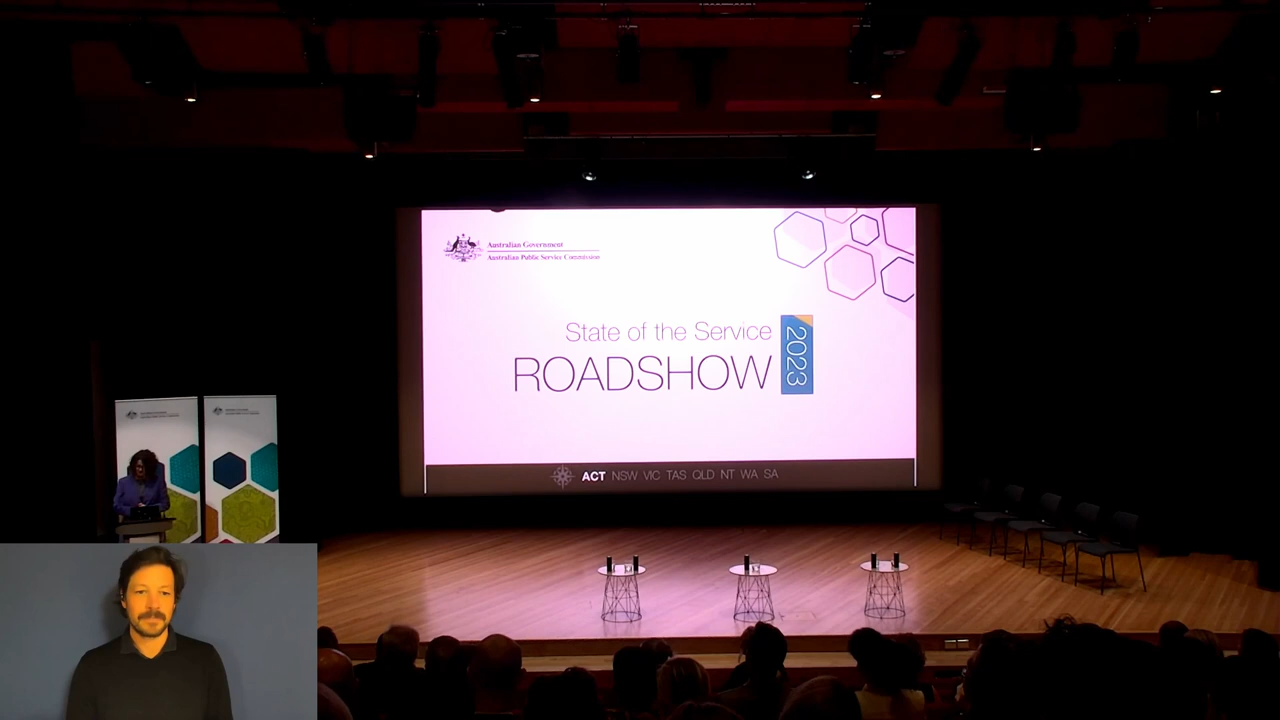 Australian Government
Australian Public Service Commission
State of the Service
ROADSHOW
2023
ACT NSW VIC TAS QLD NT WA SA